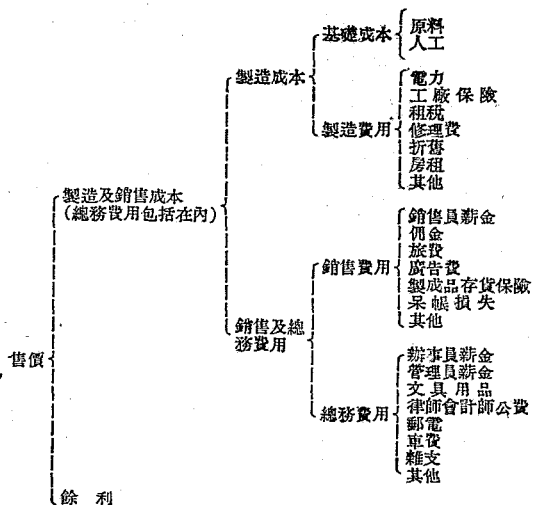 售價
製造及銷售成本
(總務費用包括在內)
製造成本
基礎成本
原料
人工
製造費用
電力
工廠保險
租稅
修理費
折舊
房租
其他
銷售及總
務費用
銷售費用
銷售員薪金
佣金
旅費
廣告費
製成品存貨保險
呆帳損失
其他
總務費用
辦事員薪金
管理員薪金
文具用品
律師會計師公費
郵電
車費
雜支
其他
餘利